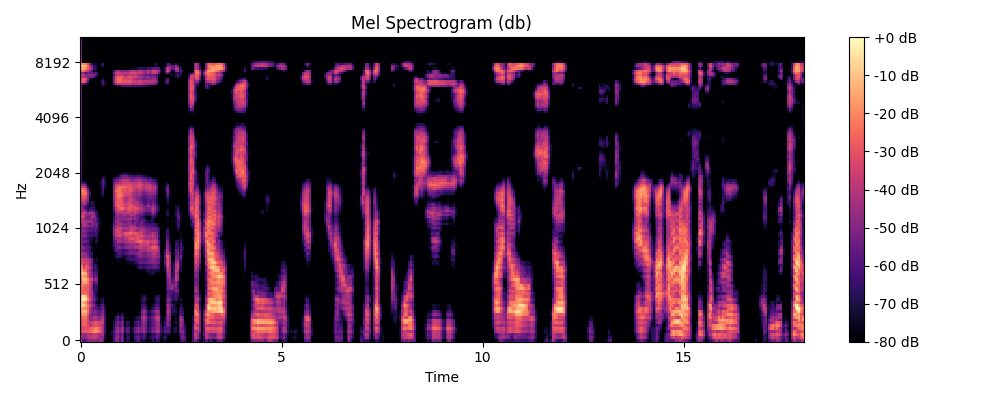 Mel Spectrogram (db)
8192
4096
2048
1024
512
0
Hz
0 5 10 15
Time
+0 dB
-10 dB
-20 dB
-30 dB
-40 dB
-50 dB
-60 dB
-70 dB
-80 dB